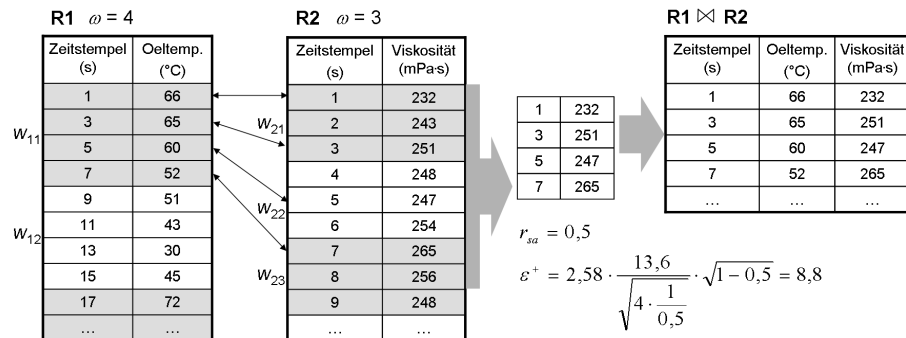 R1 ω = 4
Zeitstempel (s) Oeltemp. (°C)
1 66
3 65
5 60
7 52
9 51
11 43
13 30
15 45
17 72
... ...
w11
w12
R2 ω = 3
Zeitstempel (s) Viskosität (mPa·s)
1 232
2 243
3 251
4 248
5 247
6 254
7 265
8 256
9 248
... ...
w21
w22
w23
1 232
3 251
5 247
7 265
r_sa = 0,5
ε⁺ = 2,58 · 13,6 / √(4 · 1/0,5) · √(1 − 0,5) = 8,8
R1 ⋈ R2
Zeitstempel (s) Oeltemp. (°C) Viskosität (mPa·s)
1 66 232
3 65 251
5 60 247
7 52 265
... ... ...